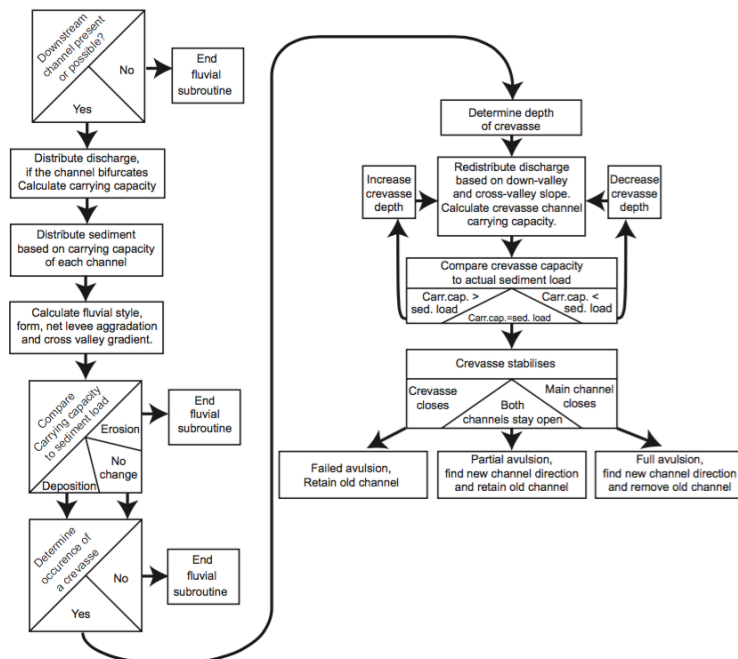 Downstream
channel present
or possible?
No
Yes
End
fluvial
subroutine
Distribute discharge,
if the channel bifurcates
Calculate carrying capacity
Distribute sediment
based on carrying capacity
of each channel
Calculate fluvial style,
form, net levee aggradation
and cross valley gradient.
Compare
Carrying capacity
to sediment load
Erosion
No
change
Deposition
End
fluvial
subroutine
Determine
occurence of
a crevasse
No
Yes
End
fluvial
subroutine
Determine depth
of crevasse
Increase
crevasse
depth
Redistribute discharge
based on down-valley
and cross-valley slope.
Calculate crevasse channel
carrying capacity.
Decrease
crevasse
depth
Compare crevasse capacity
to actual sediment load
Carr.cap. >
sed. load
Carr.cap. <
sed. load
Carr.cap.=sed. load
Crevasse stabilises
Crevasse
closes
Both
channels stay open
Main channel
closes
Failed avulsion,
Retain old channel
Partial avulsion,
find new channel direction
and retain old channel
Full avulsion,
find new channel direction
and remove old channel